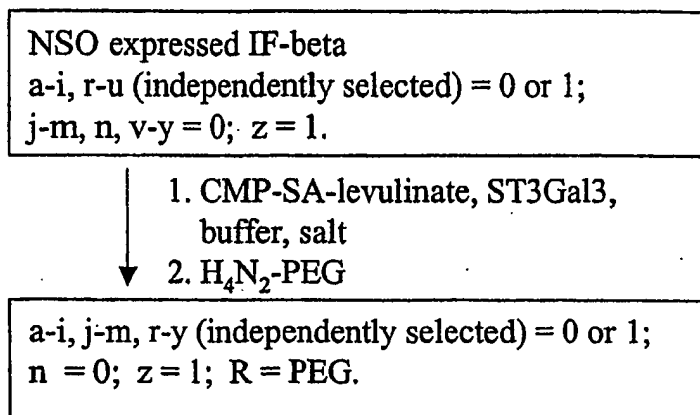 NSO expressed IF-beta
a-i, r-u (independently selected) = 0 or 1;
j-m, n, v-y = 0; z = 1.
1. CMP-SA-levulinate, ST3Gal3,
buffer, salt
2. H₄N₂-PEG
a-i, j-m, r-y (independently selected) = 0 or 1;
n = 0; z = 1; R = PEG.